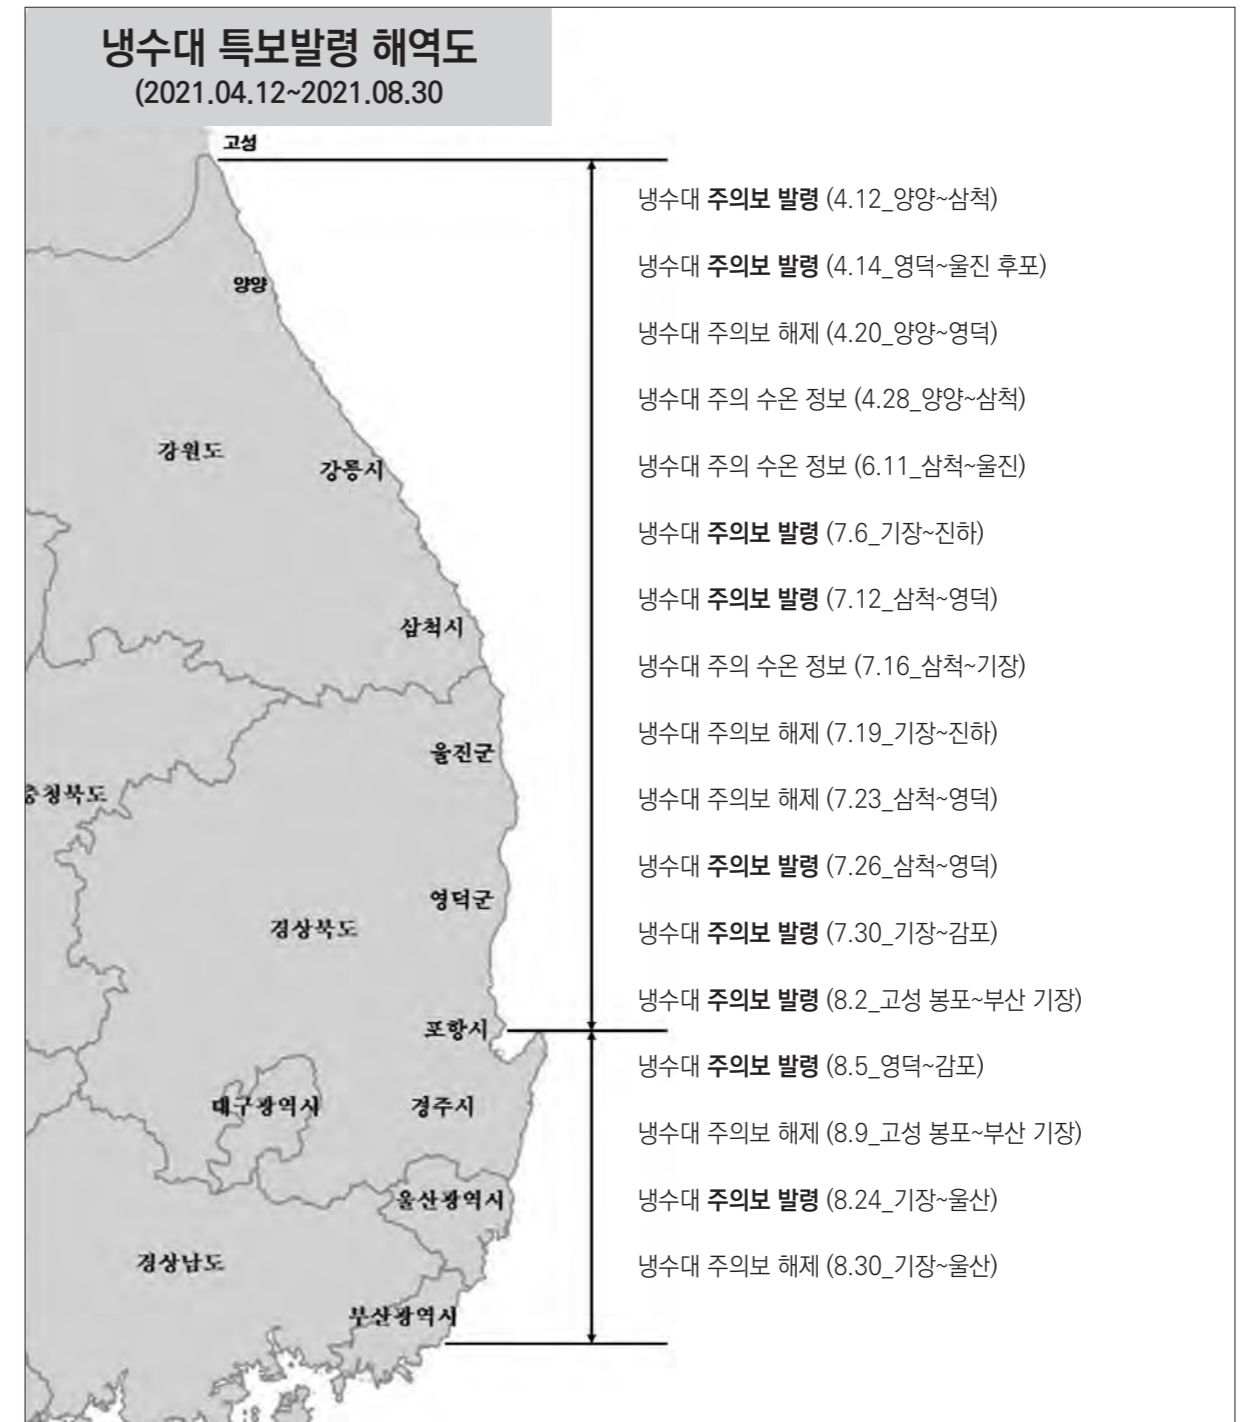 냉수대 특보발령 해역도
(2021.04.12~2021.08.30
고성
냉수대 주의보 발령 (4.12_양양~삼척)
냉수대 주의보 발령 (4.14_영덕~울진 후포)
양양
냉수대 주의보 해제 (4.20_양양~영덕)
냉수대 주의 수온 정보 (4.28_양양~삼척)
강원도
강릉시
냉수대 주의 수온 정보 (6.11_삼척~울진)
냉수대 주의보 발령 (7.6_기장~진하)
냉수대 주의보 발령 (7.12_삼척~영덕)
삼척시
냉수대 주의 수온 정보 (7.16_삼척~기장)
냉수대 주의보 해제 (7.19_기장~진하)
울진군
충청북도
냉수대 주의보 해제 (7.23_삼척~영덕)
냉수대 주의보 발령 (7.26_삼척~영덕)
영덕군
경상북도
냉수대 주의보 발령 (7.30_기장~감포)
냉수대 주의보 발령 (8.2_고성 봉포~부산 기장)
포항시
냉수대 주의보 발령 (8.5_영덕~감포)
대구광역시
경주시
냉수대 주의보 해제 (8.9_고성 봉포~부산 기장)
울산광역시
냉수대 주의보 발령 (8.24_기장~울산)
경상남도
냉수대 주의보 해제 (8.30_기장~울산)
부산광역시